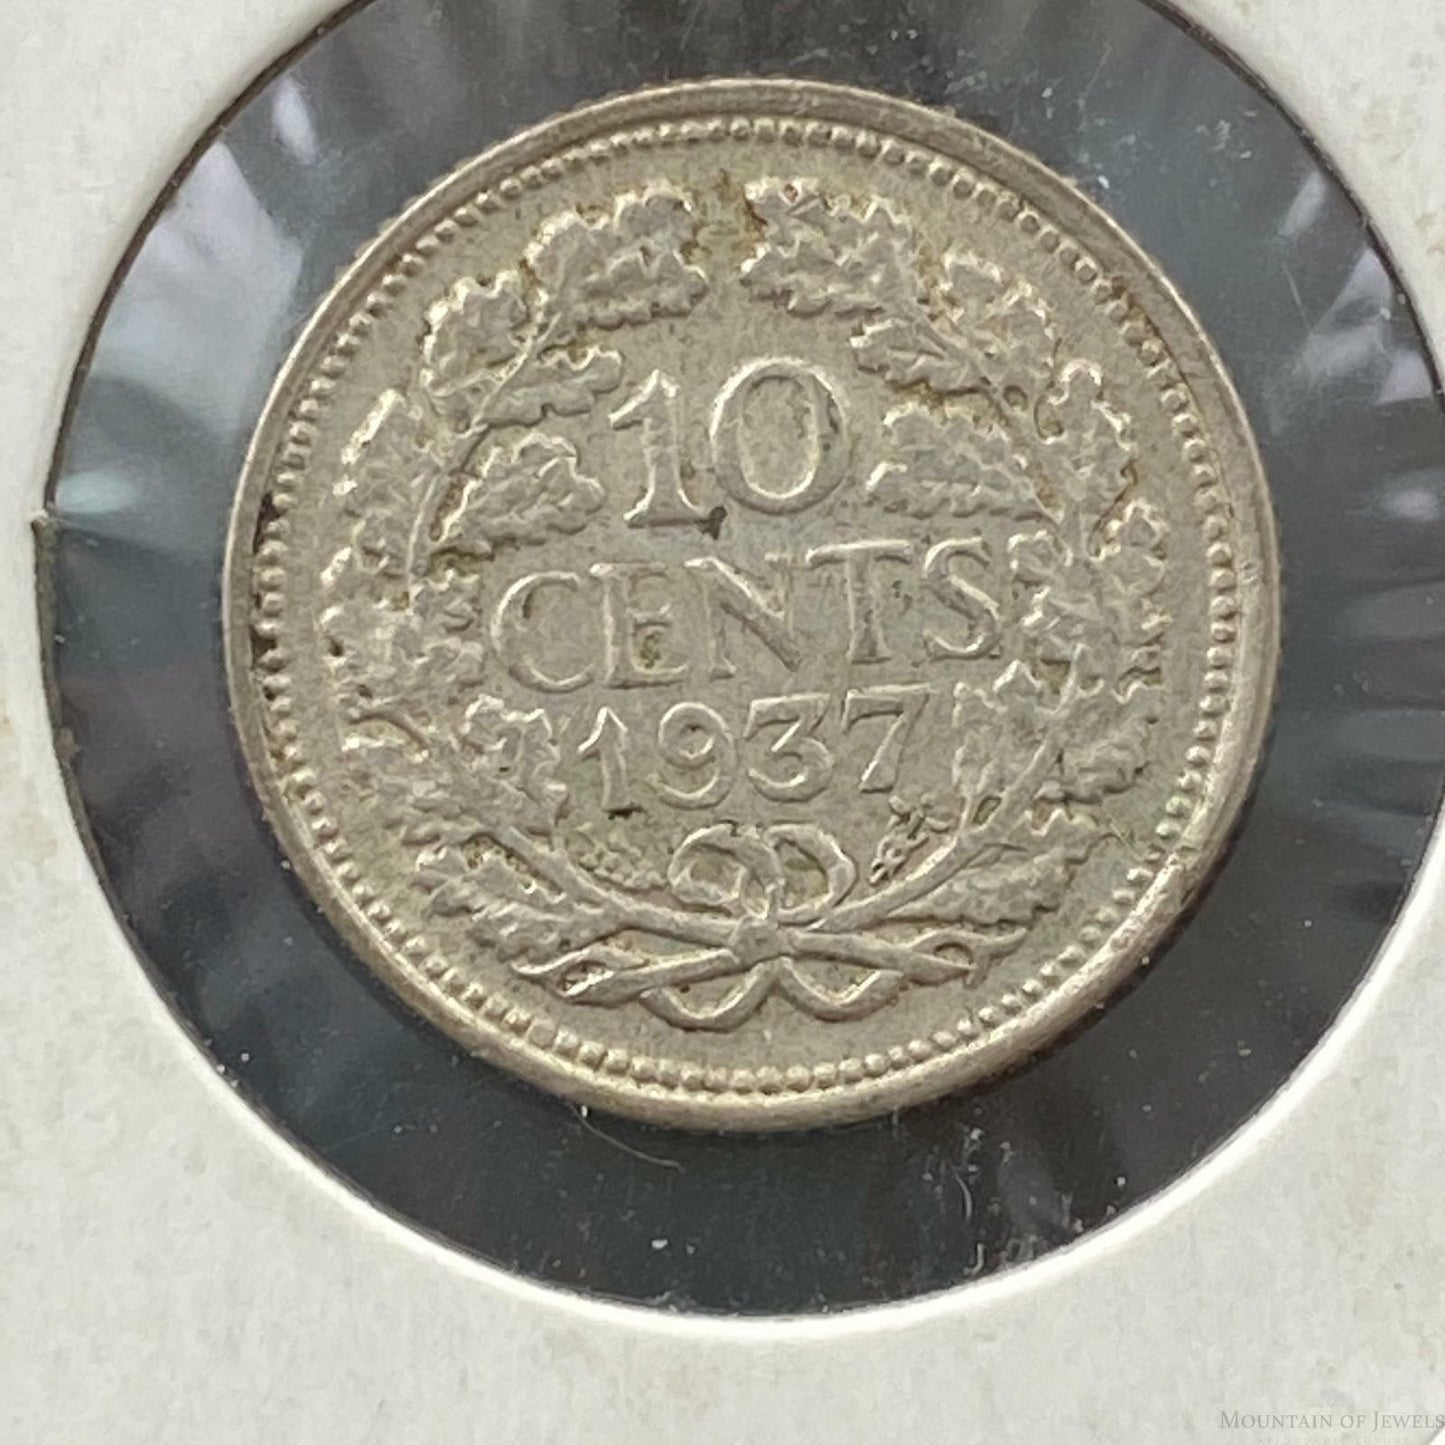 10
CENTS
1937
MOUNTAIN OF JEWELS